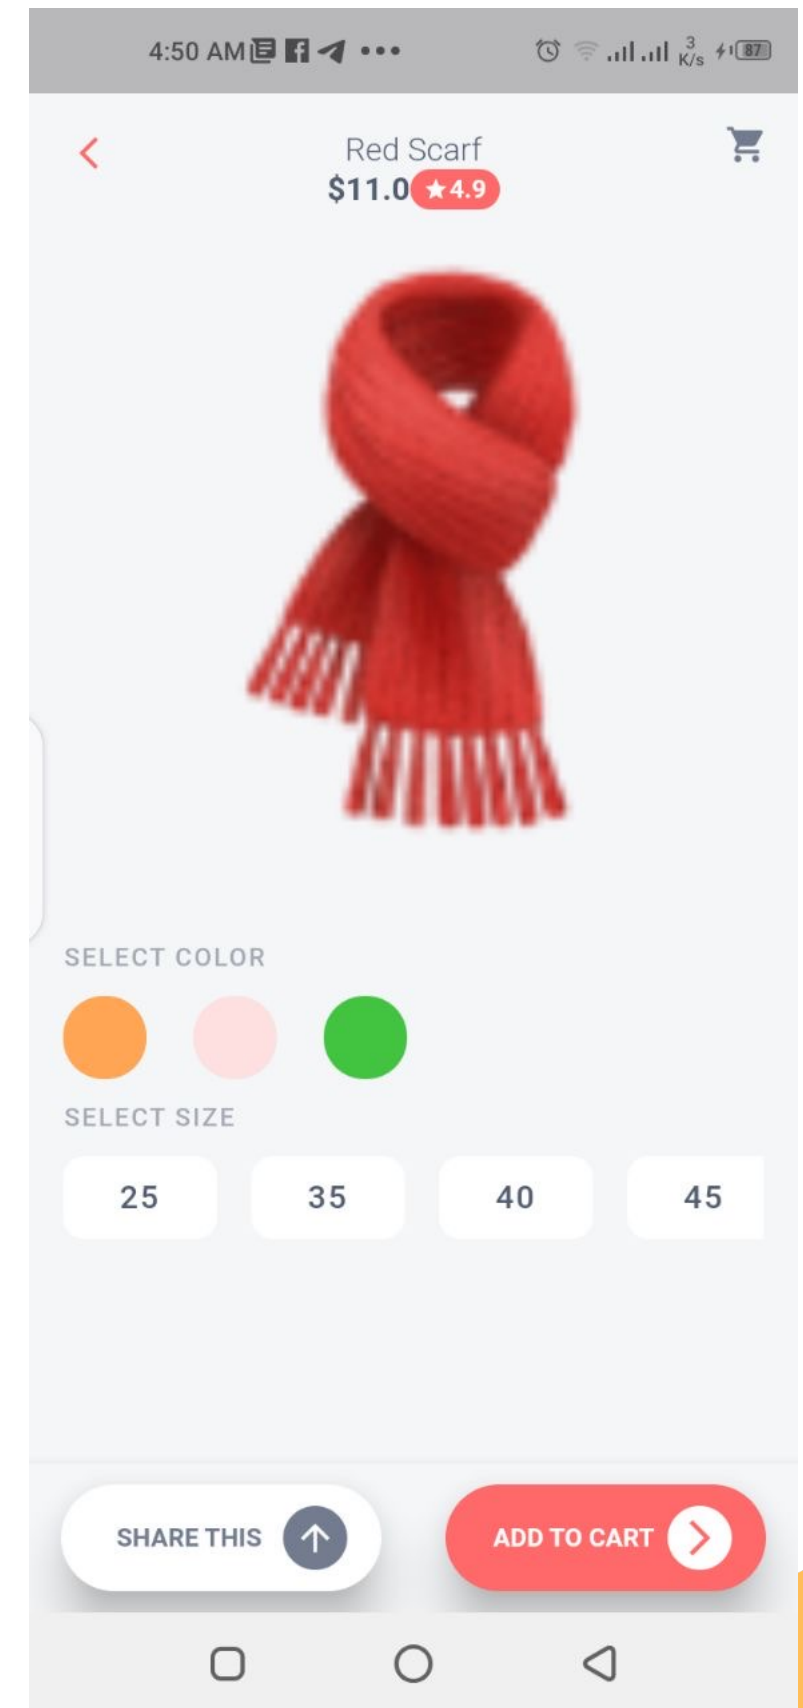 4:50 AM
3
K/s
87
Red Scarf
$11.0 ★4.9
SELECT COLOR
SELECT SIZE
25 35 40 45
SHARE THIS
ADD TO CART